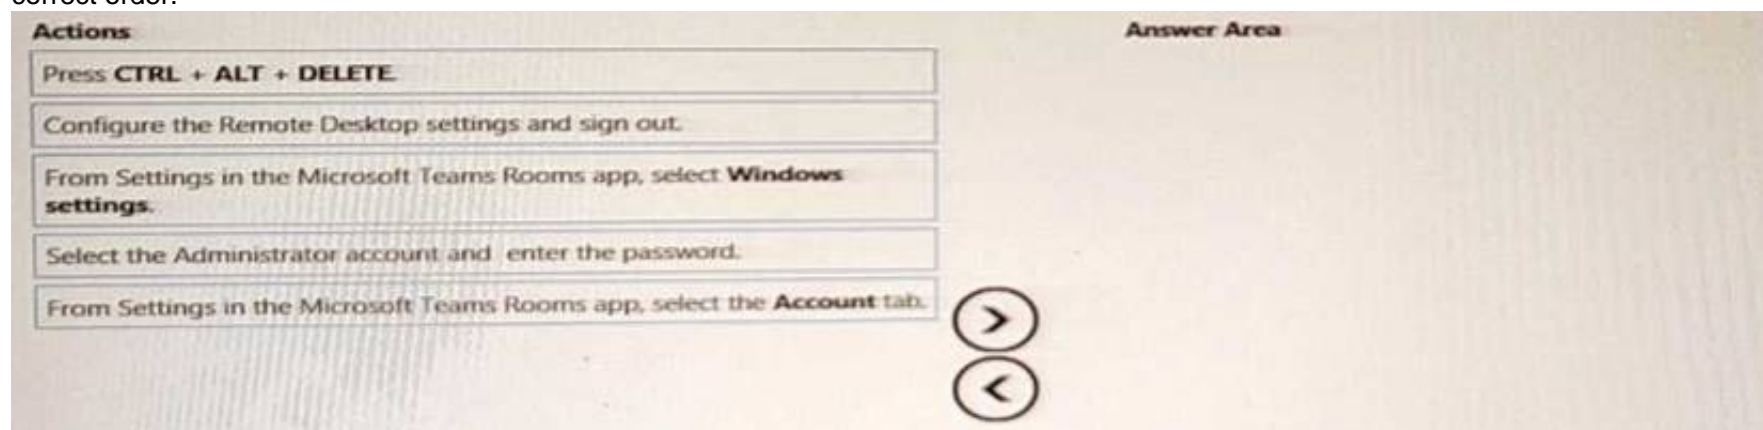 correct order.
Actions
Answer Area
Press CTRL + ALT + DELETE
Configure the Remote Desktop settings and sign out.
From Settings in the Microsoft Teams Rooms app, select Windows
settings.
Select the Administrator account and enter the password.
From Settings in the Microsoft Teams Rooms app, select the Account tab.